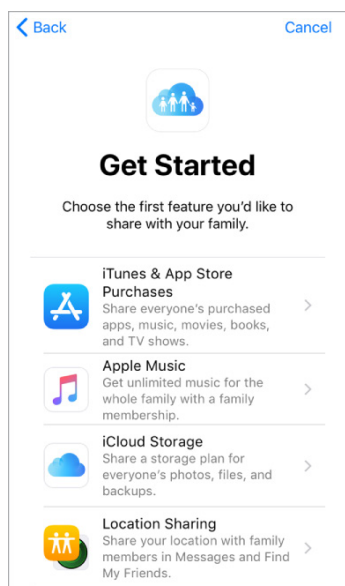 Back Cancel
Get Started
Choose the first feature you'd like to
share with your family.
iTunes & App Store
Purchases
Share everyone's purchased
apps, music, movies, books,
and TV shows.
Apple Music
Get unlimited music for the
whole family with a family
membership.
iCloud Storage
Share a storage plan for
everyone's photos, files, and
backups.
Location Sharing
Share your location with family
members in Messages and Find
My Friends.